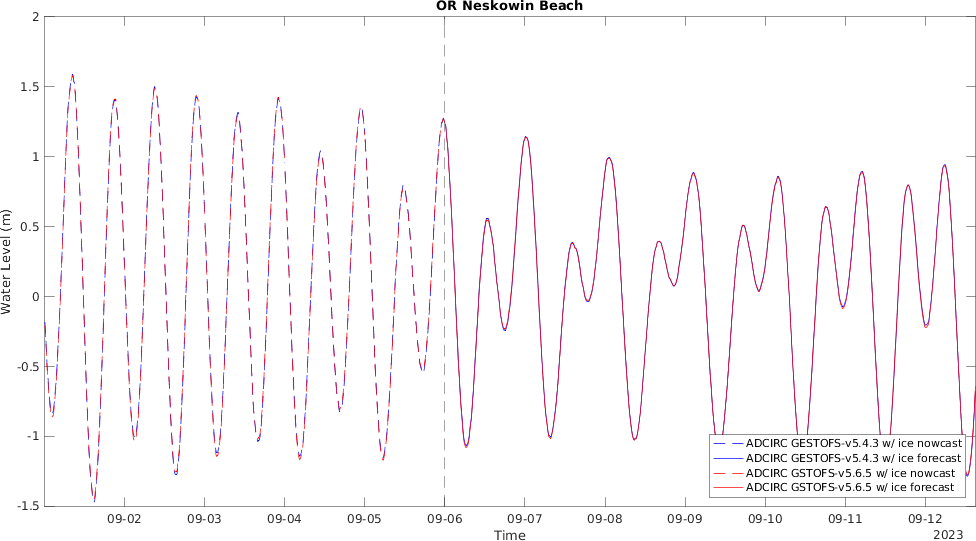 OR Neskowin Beach
2
1.5
1
0.5
0
-0.5
-1
-1.5
Water Level (m)
ADCIRC GESTOFS-v5.4.3 w/ ice nowcast
ADCIRC GESTOFS-v5.4.3 w/ ice forecast
ADCIRC GSTOFS-v5.6.5 w/ ice nowcast
ADCIRC GSTOFS-v5.6.5 w/ ice forecast
09-02 09-03 09-04 09-05 09-06 09-07 09-08 09-09 09-10 09-11 09-12
Time
2023